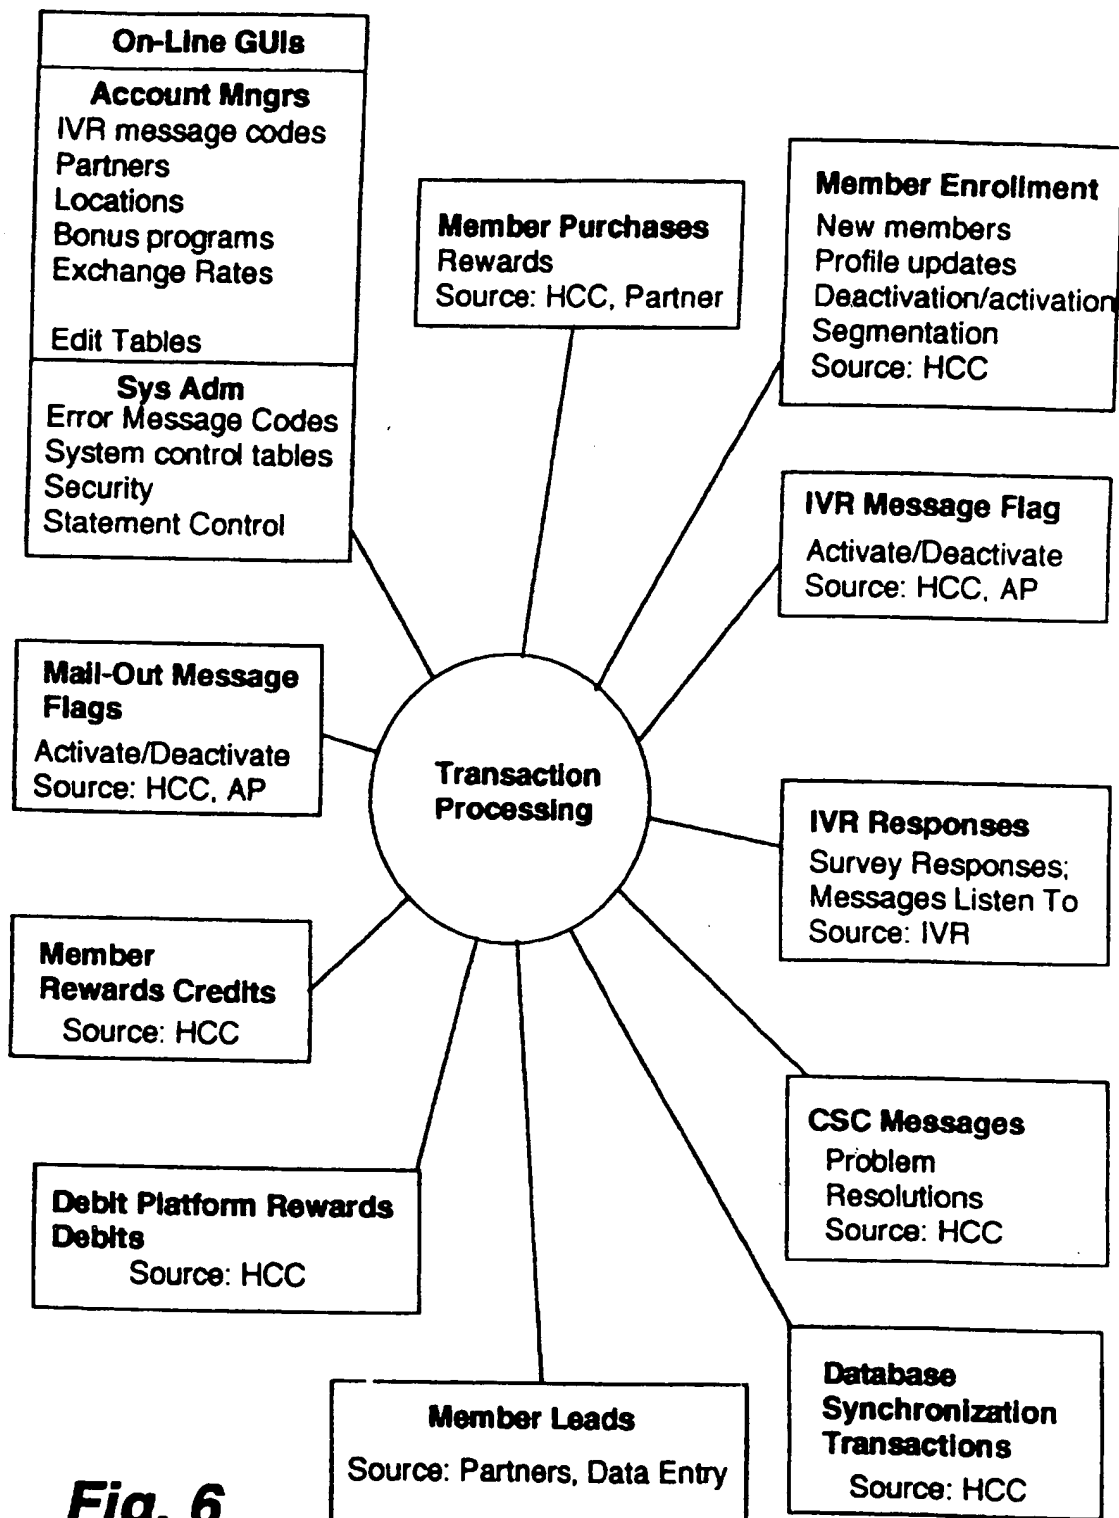 On-Line GUIs
Account Mngrs
IVR message codes
Partners
Locations
Bonus programs
Exchange Rates
Edit Tables
Sys Adm
Error Message Codes
System control tables
Security
Statement Control
Member Purchases
Rewards
Source: HCC, Partner
Member Enrollment
New members
Profile updates
Deactivation/activation
Segmentation
Source: HCC
IVR Message Flag
Activate/Deactivate
Source: HCC, AP
Mail-Out Message
Flags
Activate/Deactivate
Source: HCC, AP
Transaction
Processing
IVR Responses
Survey Responses;
Messages Listen To
Source: IVR
Member
Rewards Credits
Source: HCC
CSC Messages
Problem
Resolutions
Source: HCC
Debit Platform Rewards
Debits
Source: HCC
Database
Synchronization
Transactions
Source: HCC
Member Leads
Source: Partners, Data Entry
Fig. 6